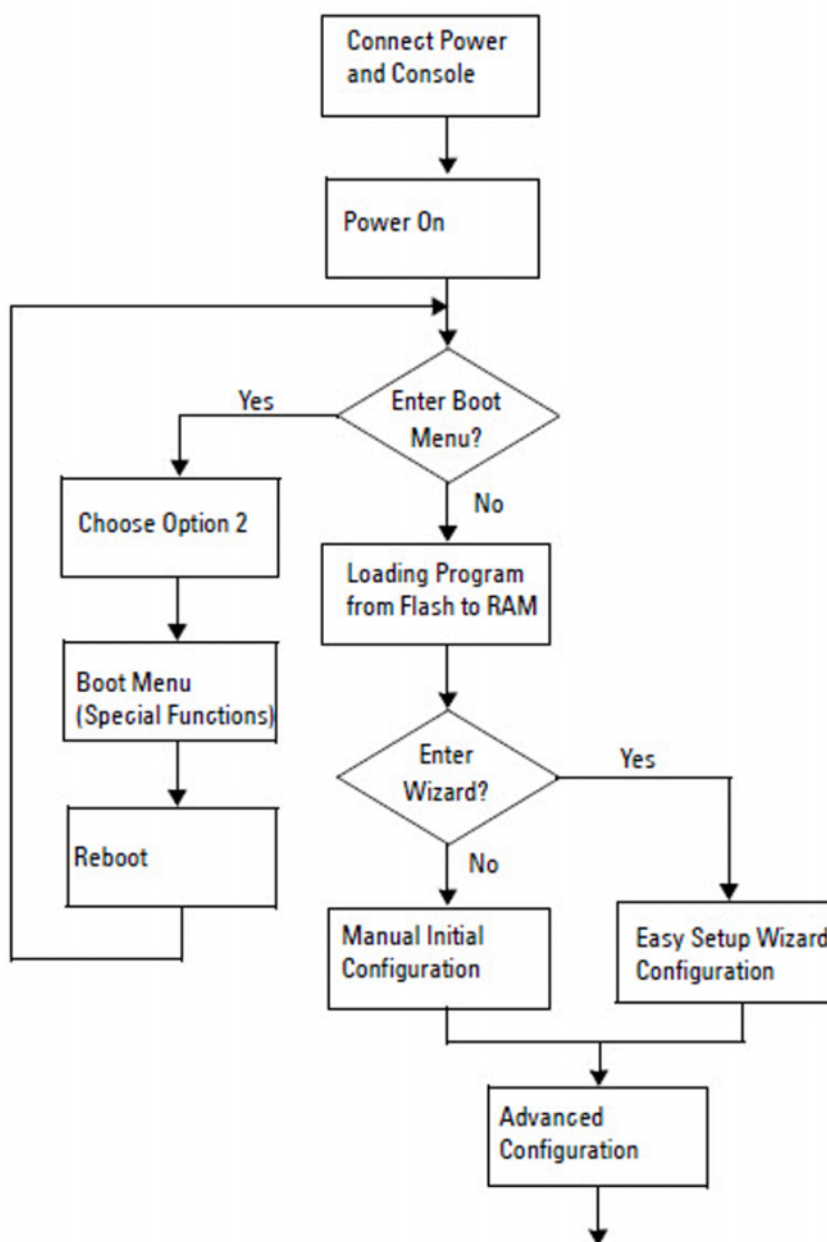 Connect Power
and Console
Power On
Enter Boot
Menu?
Yes
No
Choose Option 2
Loading Program
from Flash to RAM
Boot Menu
(Special Functions)
Enter
Wizard?
Yes
No
Reboot
Manual Initial
Configuration
Easy Setup Wizard
Configuration
Advanced
Configuration